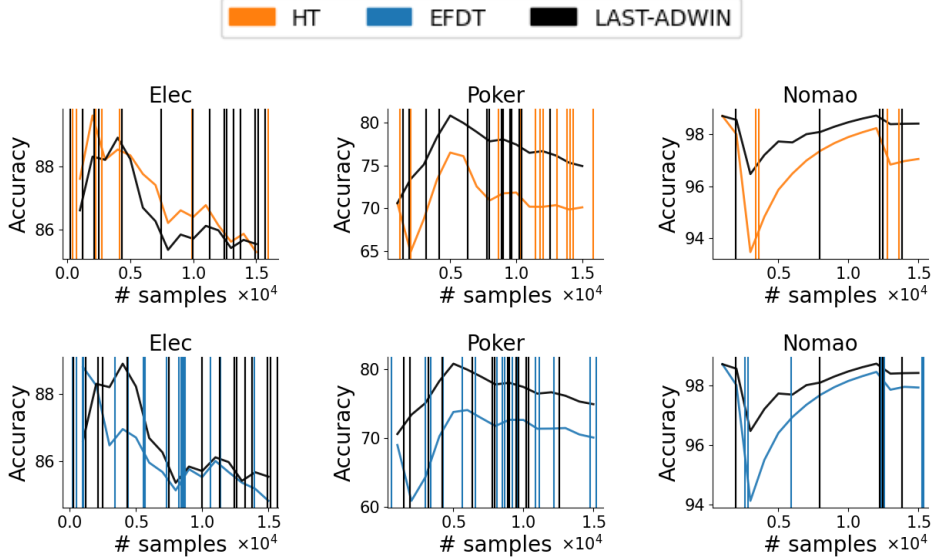 HT EFDT LAST-ADWIN
Elec Poker Nomao
Accuracy
88
86
0.0 0.5 1.0 1.5
# samples ×10⁴
Accuracy
80
75
70
65
0.5 1.0 1.5
# samples ×10⁴
Accuracy
98
96
94
0.5 1.0 1.5
# samples ×10⁴
Elec Poker Nomao
Accuracy
88
86
0.0 0.5 1.0 1.5
# samples ×10⁴
Accuracy
80
70
60
0.5 1.0 1.5
# samples ×10⁴
Accuracy
98
96
94
0.5 1.0 1.5
# samples ×10⁴